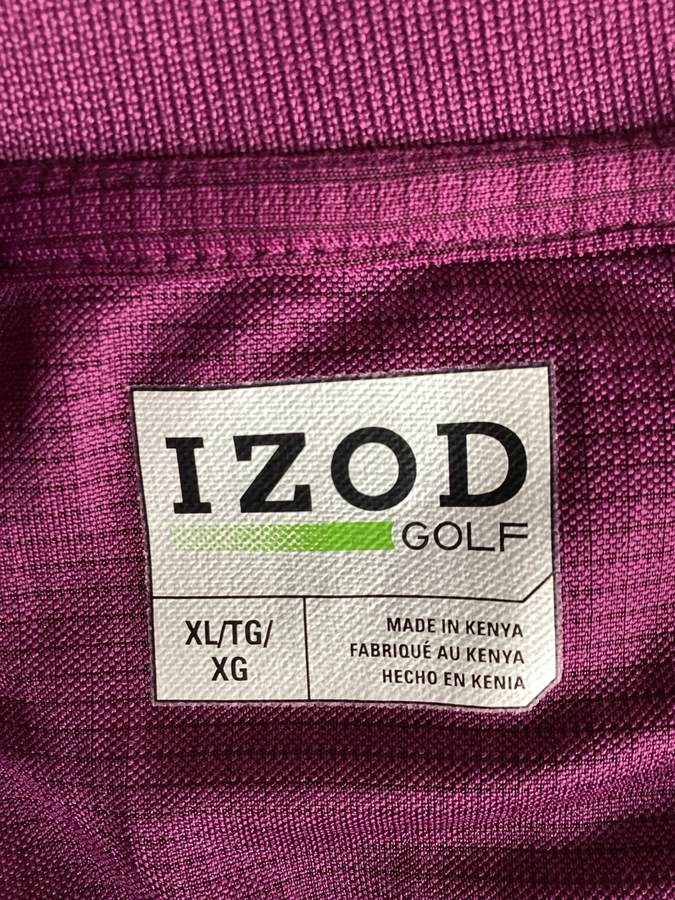 IZOD
GOLF
XL/TG/
XG
MADE IN KENYA
FABRIQUÉ AU KENYA
HECHO EN KENIA